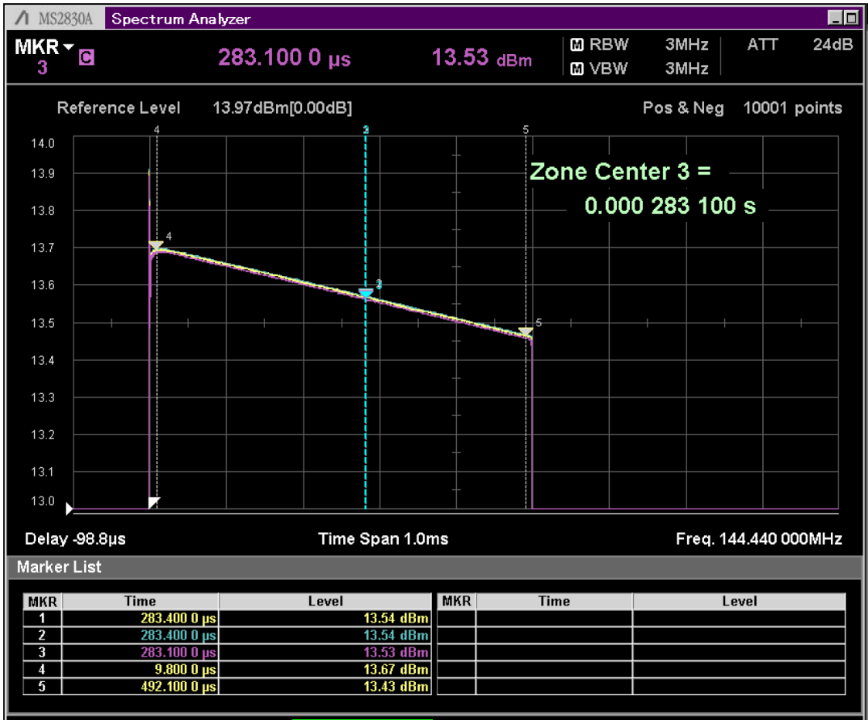 MS2830A Spectrum Analyzer
MKR 3 C 283.100 0 µs 13.53 dBm M RBW 3MHz ATT 24dB
M VBW 3MHz
Reference Level 13.97dBm[0.00dB] Pos & Neg 10001 points
4 2 5
14.0
Zone Center 3 =
13.9
0.000 283 100 s
13.8
13.7 4
13.6
13.5 5
13.4
13.3
13.2
13.1
13.0
Delay -98.8µs Time Span 1.0ms Freq. 144.440 000MHz
Marker List
MKR Time Level MKR Time Level
1 283.400 0 µs 13.54 dBm
2 283.400 0 µs 13.54 dBm
3 283.100 0 µs 13.53 dBm
4 9.800 0 µs 13.67 dBm
5 492.100 0 µs 13.43 dBm